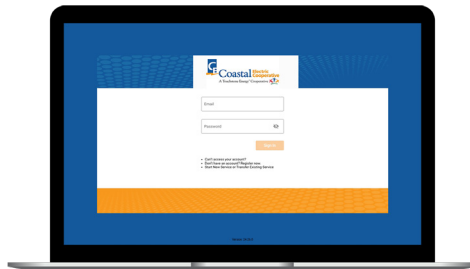 CE
Coastal Electric
Cooperative
A Touchstone Energy® Cooperative
Email
Password
Sign In
Can't access your account?
Don't have an account? Register now.
Start New Service or Transfer Existing Service